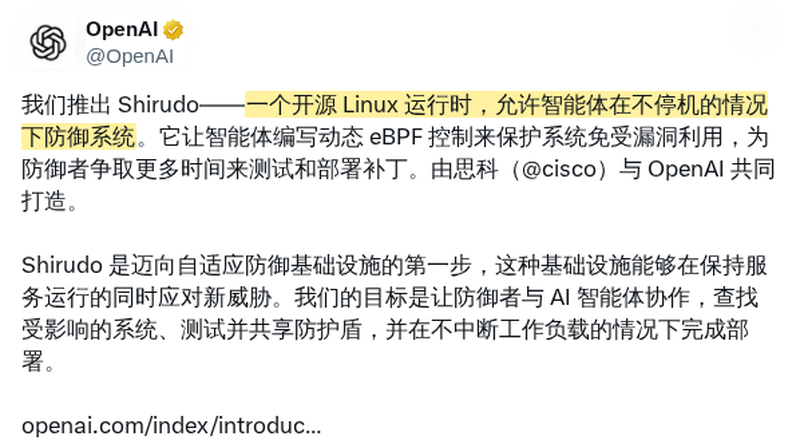 OpenAI
@OpenAI
我们推出 Shirudo——一个开源 Linux 运行时，允许智能体在不停机的情况
下防御系统。它让智能体编写动态 eBPF 控制来保护系统免受漏洞利用，为
防御者争取更多时间来测试和部署补丁。由思科（@cisco）与 OpenAI 共同
打造。
Shirudo 是迈向自适应防御基础设施的第一步，这种基础设施能够在保持服
务运行的同时应对新威胁。我们的目标是让防御者与 AI 智能体协作，查找
受影响的系统、测试并共享防护盾，并在不中断工作负载的情况下完成部
署。
openai.com/index/introduc...